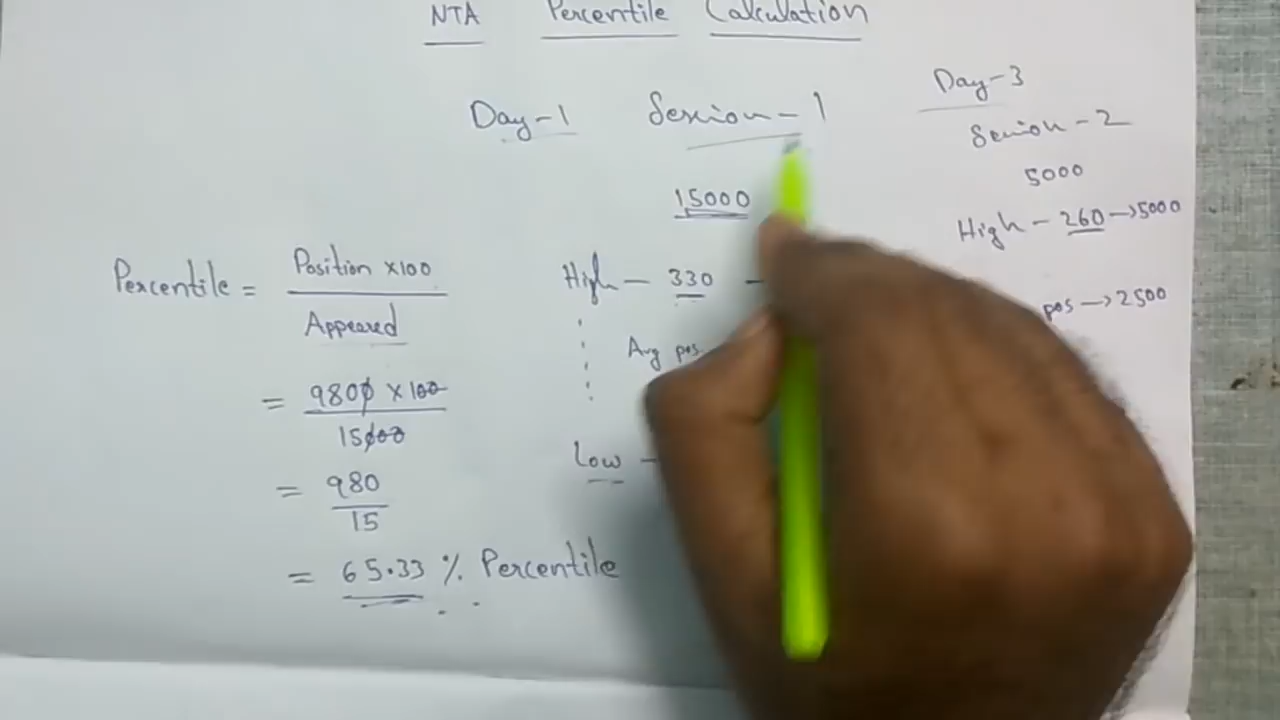 NTA Percentile Calculation
Day-1 Session-1
15000
High - 330 -
Avg pos.
Low -
Percentile = Position ×100
Appeared
= 9800 × 100
15000
= 980
15
= 65.33 % Percentile
Day-3
Session-2
5000
High - 260 → 5000
pos → 2500